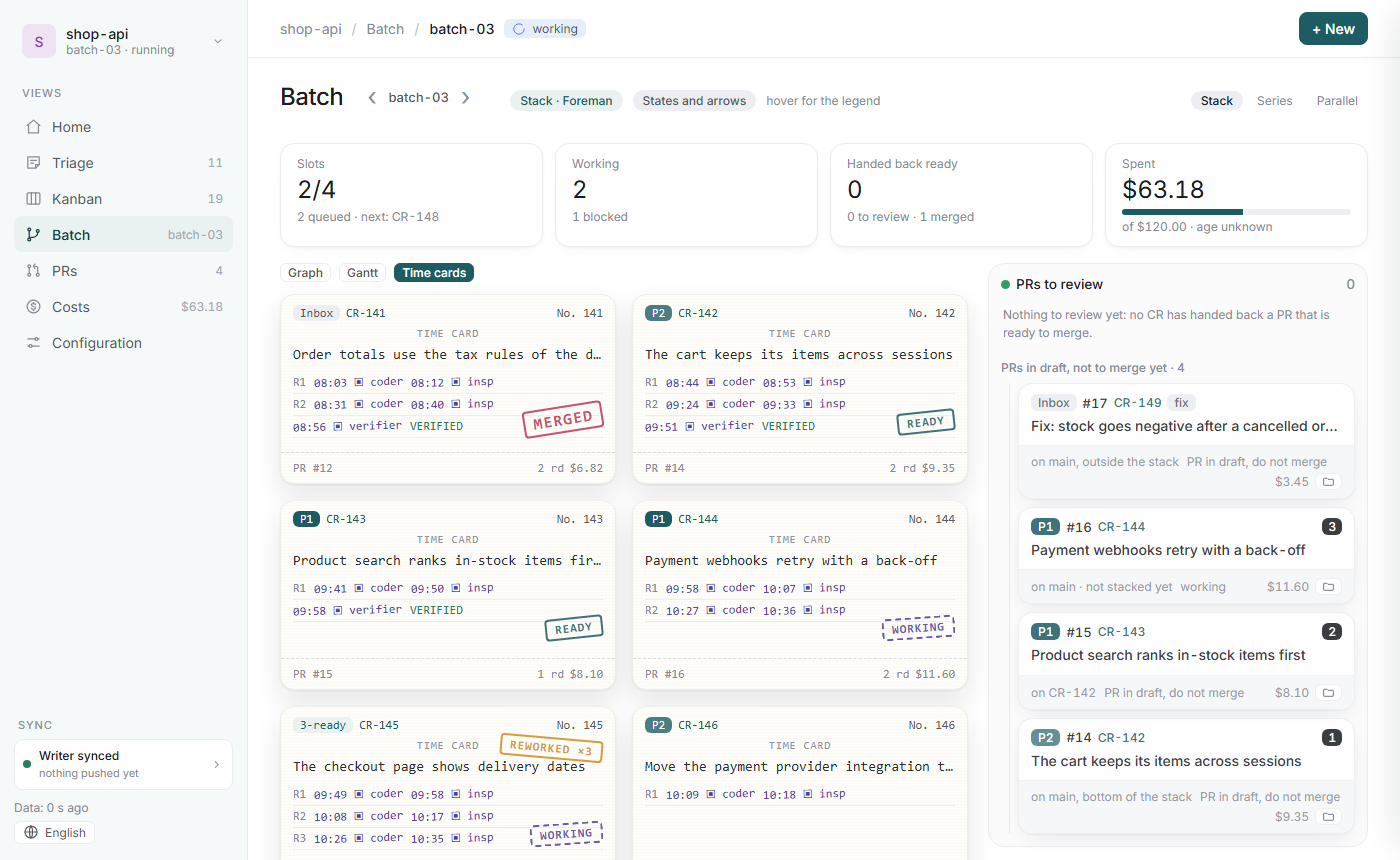 S
shop-api
batch-03 · running
VIEWS
Home
Triage 11
Kanban 19
Batch batch-03
PRs 4
Costs $63.18
Configuration
SYNC
Writer synced
nothing pushed yet
Data: 0 s ago
English
shop-api / Batch / batch-03 working
+ New
Batch batch-03 Stack · Foreman States and arrows hover for the legend
Stack Series Parallel
Slots
2/4
2 queued · next: CR-148
Working
2
1 blocked
Handed back ready
0
0 to review · 1 merged
Spent
$63.18
of $120.00 · age unknown
Graph Gantt Time cards
Inbox CR-141 No. 141
TIME CARD
Order totals use the tax rules of the d…
R1 08:03 coder 08:12 insp
R2 08:31 coder 08:40 insp
08:56 verifier VERIFIED
MERGED
PR #12 2 rd $6.82
P2 CR-142 No. 142
TIME CARD
The cart keeps its items across sessions
R1 08:44 coder 08:53 insp
R2 09:24 coder 09:33 insp
09:51 verifier VERIFIED
READY
PR #14 2 rd $9.35
P1 CR-143 No. 143
TIME CARD
Product search ranks in-stock items fir…
R1 09:41 coder 09:50 insp
09:58 verifier VERIFIED
READY
PR #15 1 rd $8.10
P1 CR-144 No. 144
TIME CARD
Payment webhooks retry with a back-off
R1 09:58 coder 10:07 insp
R2 10:27 coder 10:36 insp
WORKING
PR #16 2 rd $11.60
3-ready CR-145 No. 145
TIME CARD
REWORKED ×3
The checkout page shows delivery dates
R1 09:49 coder 09:58 insp
R2 10:08 coder 10:17 insp
R3 10:26 coder 10:35 insp
WORKING
P2 CR-146 No. 146
TIME CARD
Move the payment provider integration t…
R1 10:09 coder 10:18 insp
PRs to review 0
Nothing to review yet: no CR has handed back a PR that is
ready to merge.
PRs in draft, not to merge yet · 4
Inbox #17 CR-149 fix
Fix: stock goes negative after a cancelled or…
on main, outside the stack PR in draft, do not merge
$3.45
P1 #16 CR-144 3
Payment webhooks retry with a back-off
on main · not stacked yet working $11.60
P1 #15 CR-143 2
Product search ranks in-stock items first
on CR-142 PR in draft, do not merge $8.10
P2 #14 CR-142 1
The cart keeps its items across sessions
on main, bottom of the stack PR in draft, do not merge
$9.35